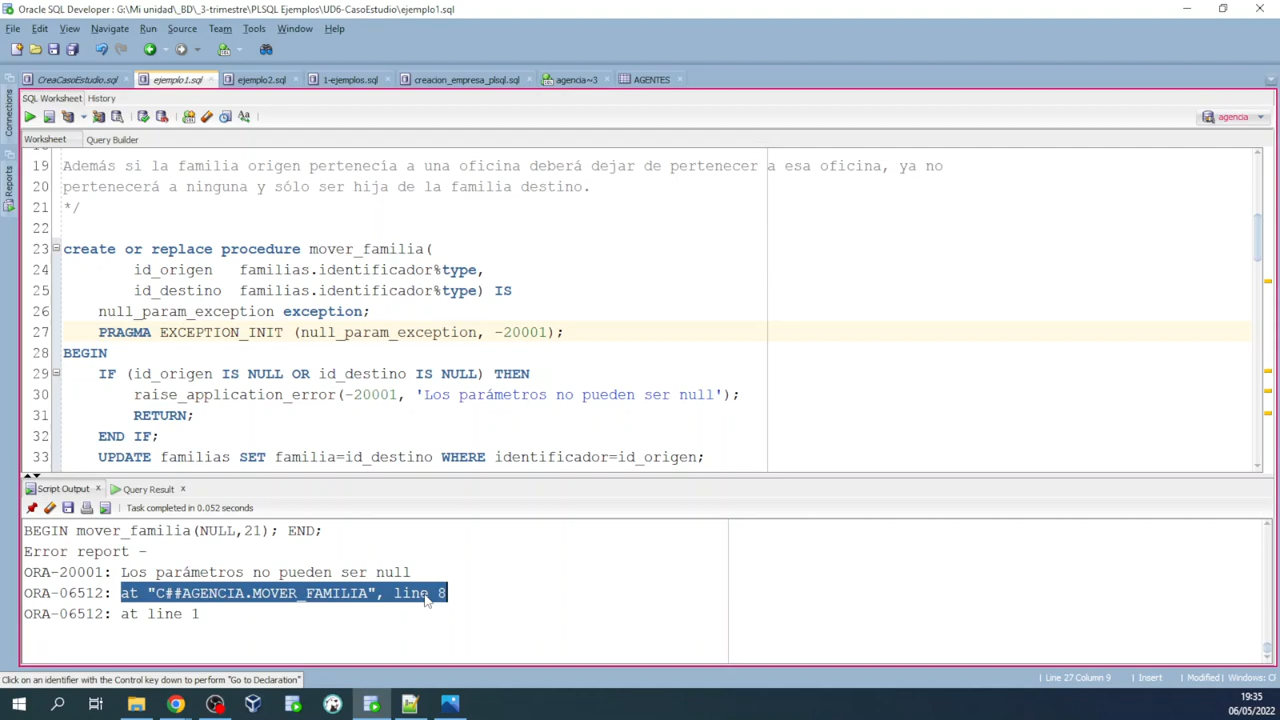 Oracle SQL Developer : G:\Mi unidad\_BD\_3-trimestre\PLSQL Ejemplos\UD6-CasoEstudio\ejemplo1.sql
File Edit View Navigate Run Source Team Tools Window Help
CreaCasoEstudio.sql ejemplo1.sql ejemplo2.sql 1-ejemplos.sql creacion_empresa_plsql.sql agencia~3 AGENTES
SQL Worksheet History
agencia
Worksheet Query Builder
Connections
Reports
19 Además si la familia origen pertenecía a una oficina deberá dejar de pertenecer a esa oficina, ya no
20 pertenecerá a ninguna y sólo ser hija de la familia destino.
21 */
22
23 create or replace procedure mover_familia(
24 id_origen familias.identificador%type,
25 id_destino familias.identificador%type) IS
26 null_param_exception exception;
27 PRAGMA EXCEPTION_INIT (null_param_exception, -20001);
28 BEGIN
29 IF (id_origen IS NULL OR id_destino IS NULL) THEN
30 raise_application_error(-20001, 'Los parámetros no pueden ser null');
31 RETURN;
32 END IF;
33 UPDATE familias SET familia=id_destino WHERE identificador=id_origen;
Script Output Query Result
Task completed in 0.052 seconds
BEGIN mover_familia(NULL,21); END;
Error report -
ORA-20001: Los parámetros no pueden ser null
ORA-06512: at "C##AGENCIA.MOVER_FAMILIA", line 8
ORA-06512: at line 1
Click on an identifier with the Control key down to perform "Go to Declaration"
Line 27 Column 9 Insert Modified Windows:
19:35
06/05/2022